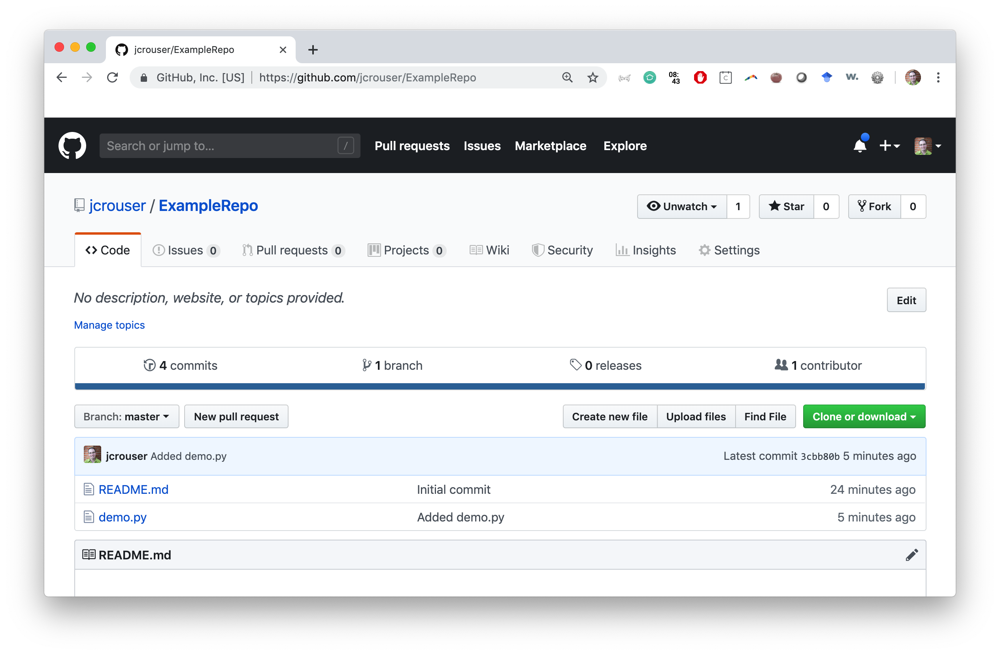 jcrouser/ExampleRepo
GitHub, Inc. [US] | https://github.com/jcrouser/ExampleRepo
08:
43
C
w.
Search or jump to... /
Pull requests Issues Marketplace Explore
jcrouser / ExampleRepo
Unwatch 1 Star 0 Fork 0
Code Issues 0 Pull requests 0 Projects 0 Wiki Security Insights Settings
No description, website, or topics provided.
Edit
Manage topics
4 commits 1 branch 0 releases 1 contributor
Branch: master New pull request Create new file Upload files Find File Clone or download
jcrouser Added demo.py Latest commit 3cbb80b 5 minutes ago
README.md Initial commit 24 minutes ago
demo.py Added demo.py 5 minutes ago
README.md